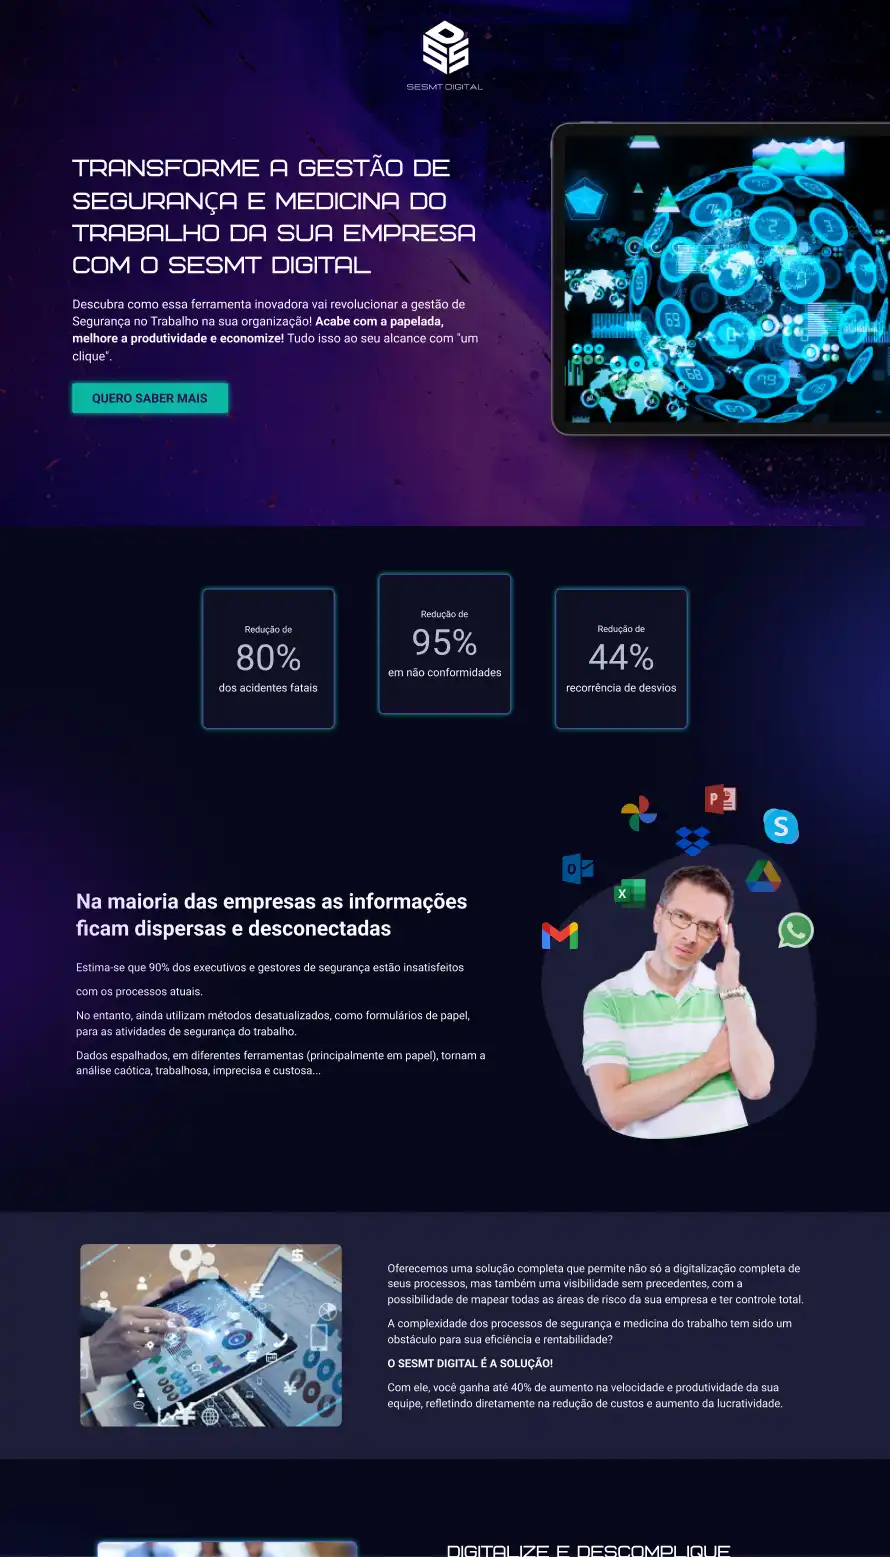 SESMT DIGITAL
TRANSFORME A GESTÃO DE
SEGURANÇA E MEDICINA DO
TRABALHO DA SUA EMPRESA
COM O SESMT DIGITAL
Descubra como essa ferramenta inovadora vai revolucionar a gestão de
Segurança no Trabalho na sua organização! Acabe com a papelada,
melhore a produtividade e economize! Tudo isso ao seu alcance com "um
clique".
QUERO SABER MAIS
Redução de
80%
dos acidentes fatais
Redução de
95%
em não conformidades
Redução de
44%
recorrência de desvios
Na maioria das empresas as informações
ficam dispersas e desconectadas
Estima-se que 90% dos executivos e gestores de segurança estão insatisfeitos
com os processos atuais.
No entanto, ainda utilizam métodos desatualizados, como formulários de papel,
para as atividades de segurança do trabalho.
Dados espalhados, em diferentes ferramentas (principalmente em papel), tornam a
análise caótica, trabalhosa, imprecisa e custosa...
Oferecemos uma solução completa que permite não só a digitalização completa de
seus processos, mas também uma visibilidade sem precedentes, com a
possibilidade de mapear todas as áreas de risco da sua empresa e ter controle total.
A complexidade dos processos de segurança e medicina do trabalho tem sido um
obstáculo para sua eficiência e rentabilidade?
O SESMT DIGITAL É A SOLUÇÃO!
Com ele, você ganha até 40% de aumento na velocidade e produtividade da sua
equipe, refletindo diretamente na redução de custos e aumento da lucratividade.
DIGITALIZE E DESCOMPLIQUE